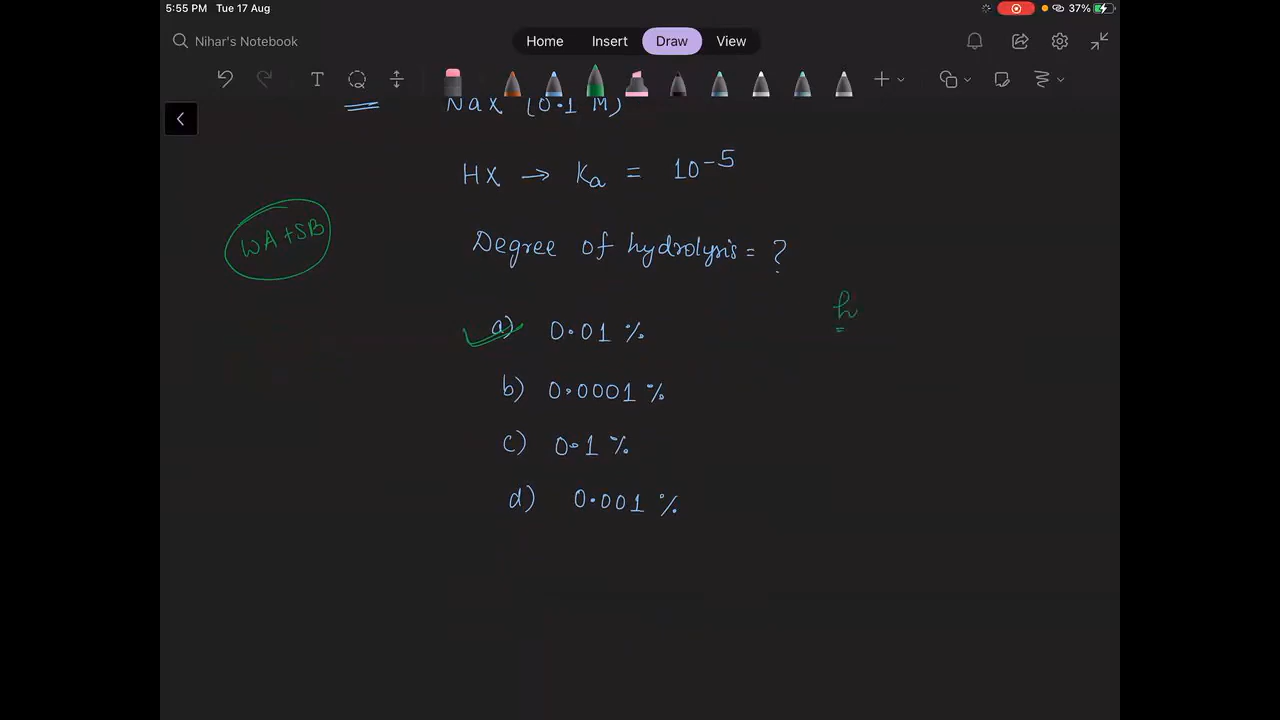 5:55 PM Tue 17 Aug
37%
Nihar's Notebook
Home Insert Draw View
T
NaX (0.1 M)
HX → Ka = 10⁻⁵
WA+SB
Degree of hydrolysis = ?
h
a) 0.01 %
b) 0.0001 %
c) 0.1 %
d) 0.001 %